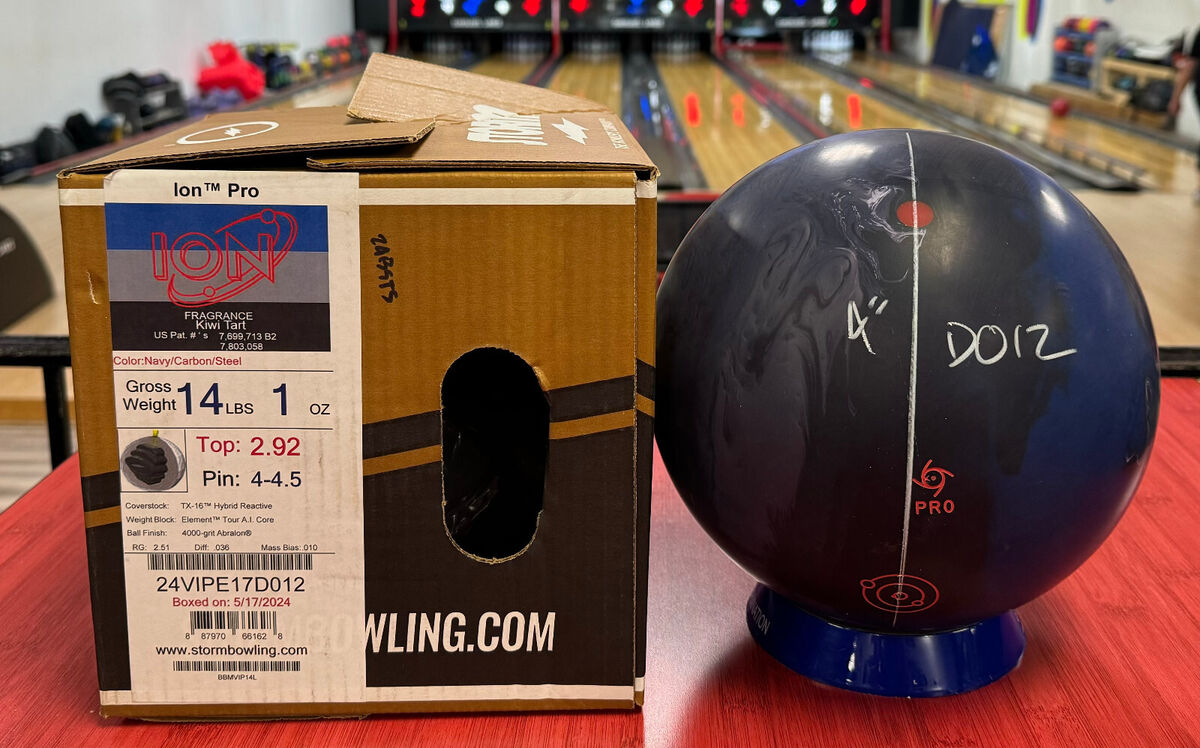 STORM
Ion™ Pro
ION
FRAGRANCE
Kiwi Tart
US Pat. #'s 7,699,713 B2
7,803,058
Color:Navy/Carbon/Steel
Gross Weight 14 LBS 1 OZ
Top: 2.92
Pin: 4-4.5
Coverstock: TX-16™ Hybrid Reactive
Weight Block: Element™ Tour A.I. Core
Ball Finish: 4000-grit Abralon®
RG: 2.51 Diff: .036 Mass Bias:.010
24VIPE17D012
Boxed on: 5/17/2024
8 87970 66162 8
www.stormbowling.com
BBMVIP14L
BOWLING.COM
4"
D012
PRO